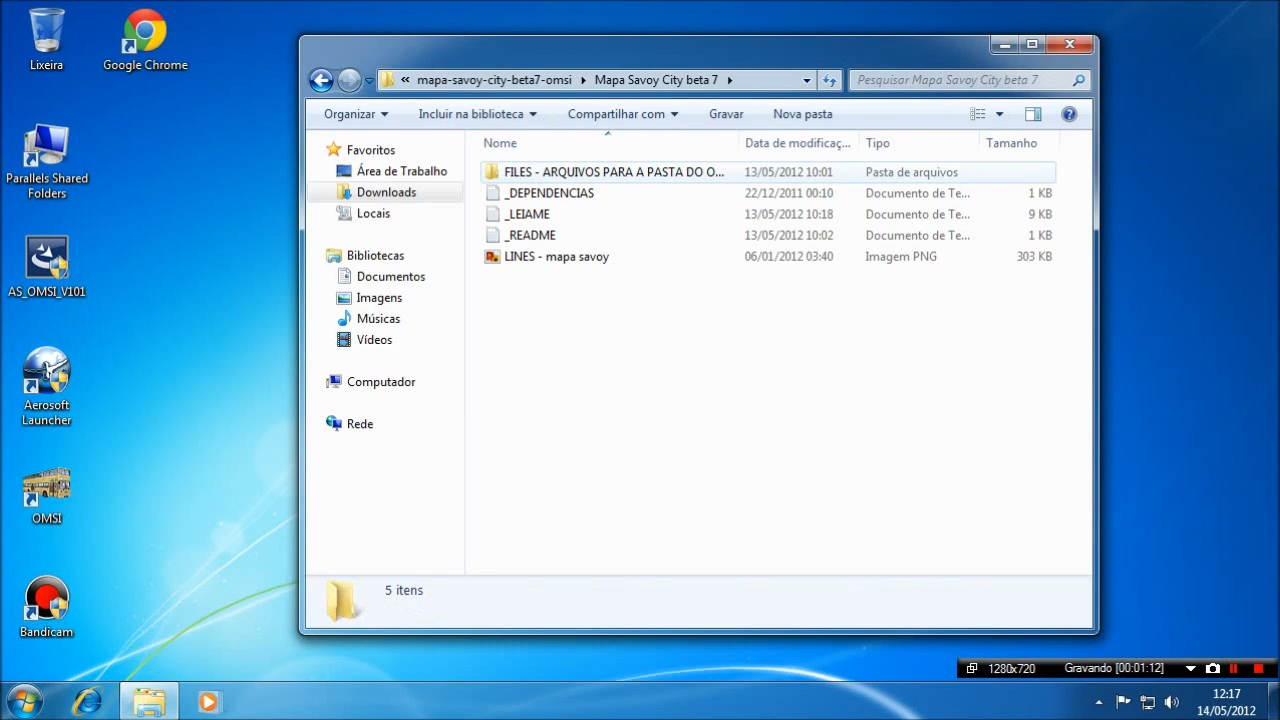 Lixeira
Google Chrome
Parallels Shared
Folders
AS_OMSI_V101
Aerosoft
Launcher
OMSI
Bandicam
« mapa-savoy-city-beta7-omsi Mapa Savoy City beta 7
Pesquisar Mapa Savoy City beta 7
Organizar Incluir na biblioteca Compartilhar com Gravar Nova pasta
Favoritos
Área de Trabalho
Downloads
Locais
Bibliotecas
Documentos
Imagens
Músicas
Vídeos
Computador
Rede
Nome Data de modificaç... Tipo Tamanho
FILES - ARQUIVOS PARA A PASTA DO O... 13/05/2012 10:01 Pasta de arquivos
_DEPENDENCIAS 22/12/2011 00:10 Documento de Te... 1 KB
_LEIAME 13/05/2012 10:18 Documento de Te... 9 KB
_README 13/05/2012 10:02 Documento de Te... 1 KB
LINES - mapa savoy 06/01/2012 03:40 Imagem PNG 303 KB
5 itens
1280x720 Gravando [00:01:12]
12:17
14/05/2012